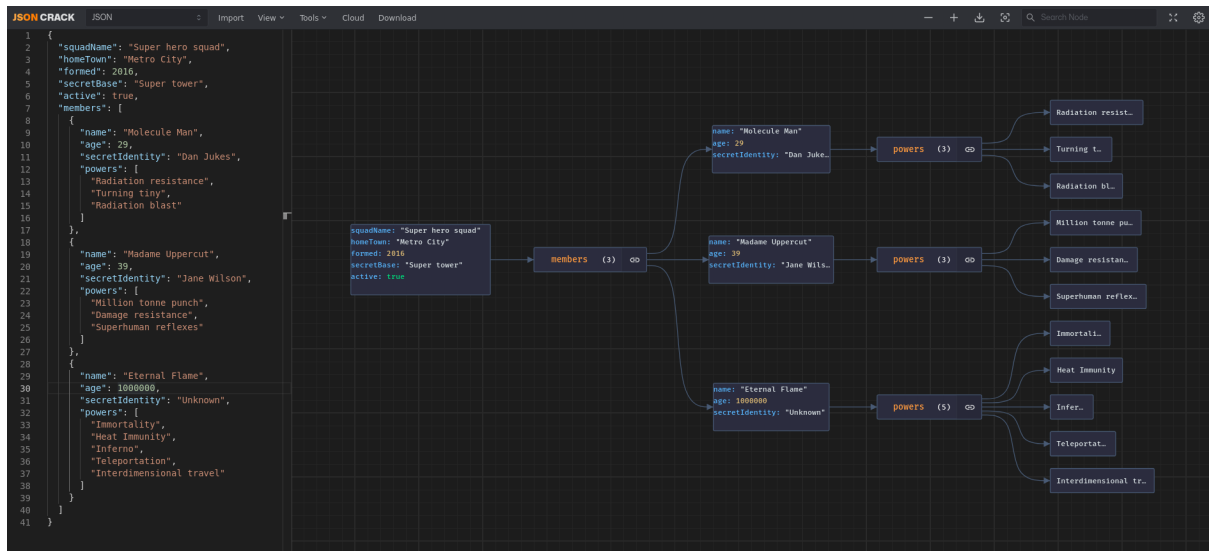 JSON CRACK JSON Import View Tools Cloud Download Search Node
1 {
2 "squadName": "Super hero squad",
3 "homeTown": "Metro City",
4 "formed": 2016,
5 "secretBase": "Super tower",
6 "active": true,
7 "members": [
8 {
9 "name": "Molecule Man",
10 "age": 29,
11 "secretIdentity": "Dan Jukes",
12 "powers": [
13 "Radiation resistance",
14 "Turning tiny",
15 "Radiation blast"
16 ]
17 },
18 {
19 "name": "Madame Uppercut",
20 "age": 39,
21 "secretIdentity": "Jane Wilson",
22 "powers": [
23 "Million tonne punch",
24 "Damage resistance",
25 "Superhuman reflexes"
26 ]
27 },
28 {
29 "name": "Eternal Flame",
30 "age": 1000000,
31 "secretIdentity": "Unknown",
32 "powers": [
33 "Immortality",
34 "Heat Immunity",
35 "Inferno",
36 "Teleportation",
37 "Interdimensional travel"
38 ]
39 }
40 ]
41 }
squadName: "Super hero squad"
homeTown: "Metro City"
formed: 2016
secretBase: "Super tower"
active: true
members (3)
name: "Molecule Man"
age: 29
secretIdentity: "Dan Juke…
powers (3)
Radiation resist…
Turning t…
Radiation bl…
name: "Madame Uppercut"
age: 39
secretIdentity: "Jane Wils…
powers (3)
Million tonne pu…
Damage resistan…
Superhuman reflex…
name: "Eternal Flame"
age: 1000000
secretIdentity: "Unknown"
powers (5)
Immortali…
Heat Immunity
Infer…
Teleportat…
Interdimensional tr…